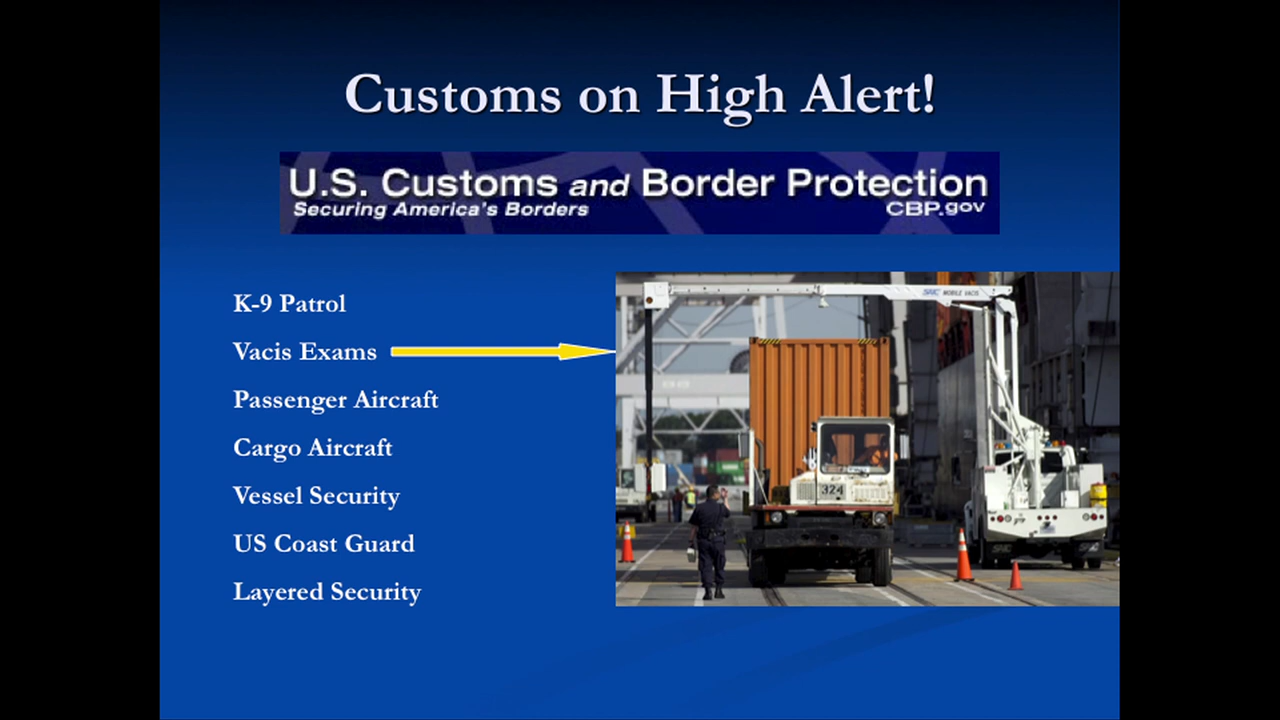 Customs on High Alert!
U.S. Customs and Border Protection
Securing America's Borders
CBP.gov
K-9 Patrol
Vacis Exams
Passenger Aircraft
Cargo Aircraft
Vessel Security
US Coast Guard
Layered Security
SAIC MOBILE VACIS
324